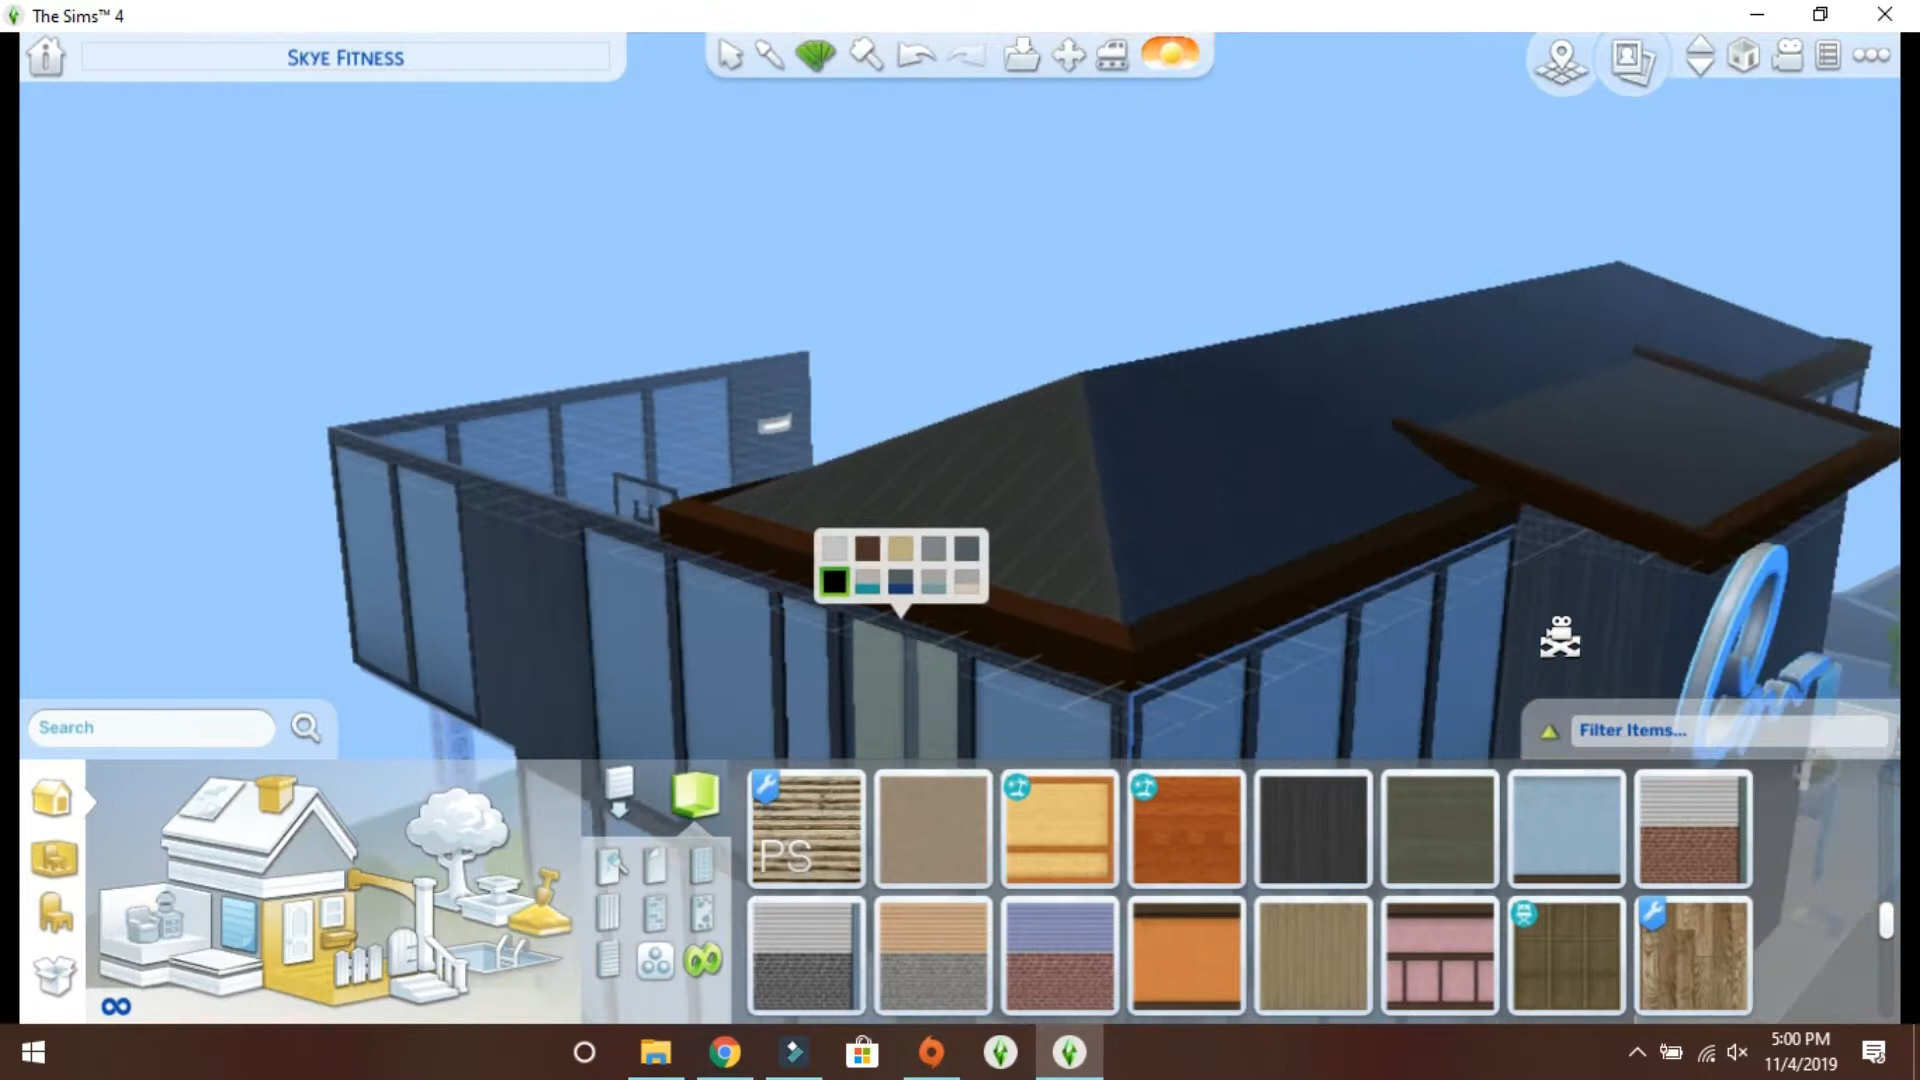 The Sims™ 4
SKYE FITNESS
Search
Filter Items...
PS
5:00 PM
11/4/2019